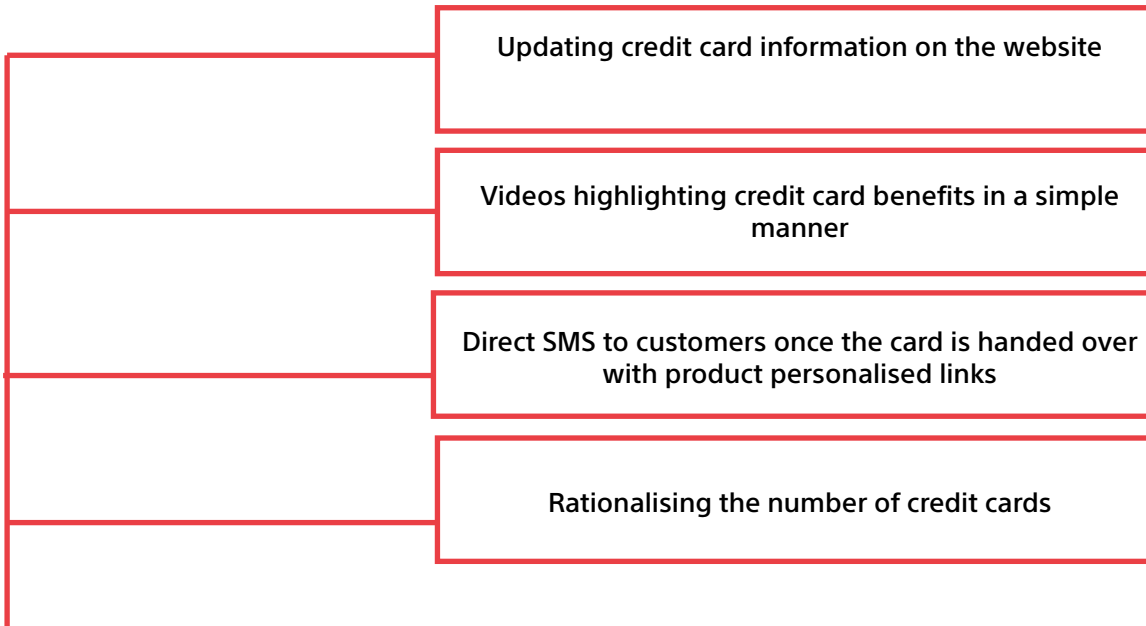 Updating credit card information on the website
Videos highlighting credit card benefits in a simple
manner
Direct SMS to customers once the card is handed over
with product personalised links
Rationalising the number of credit cards